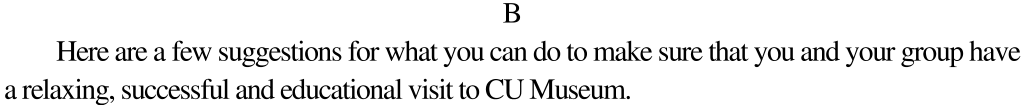 B
Here are a few suggestions for what you can do to make sure that you and your group have
a relaxing, successful and educational visit to CU Museum.